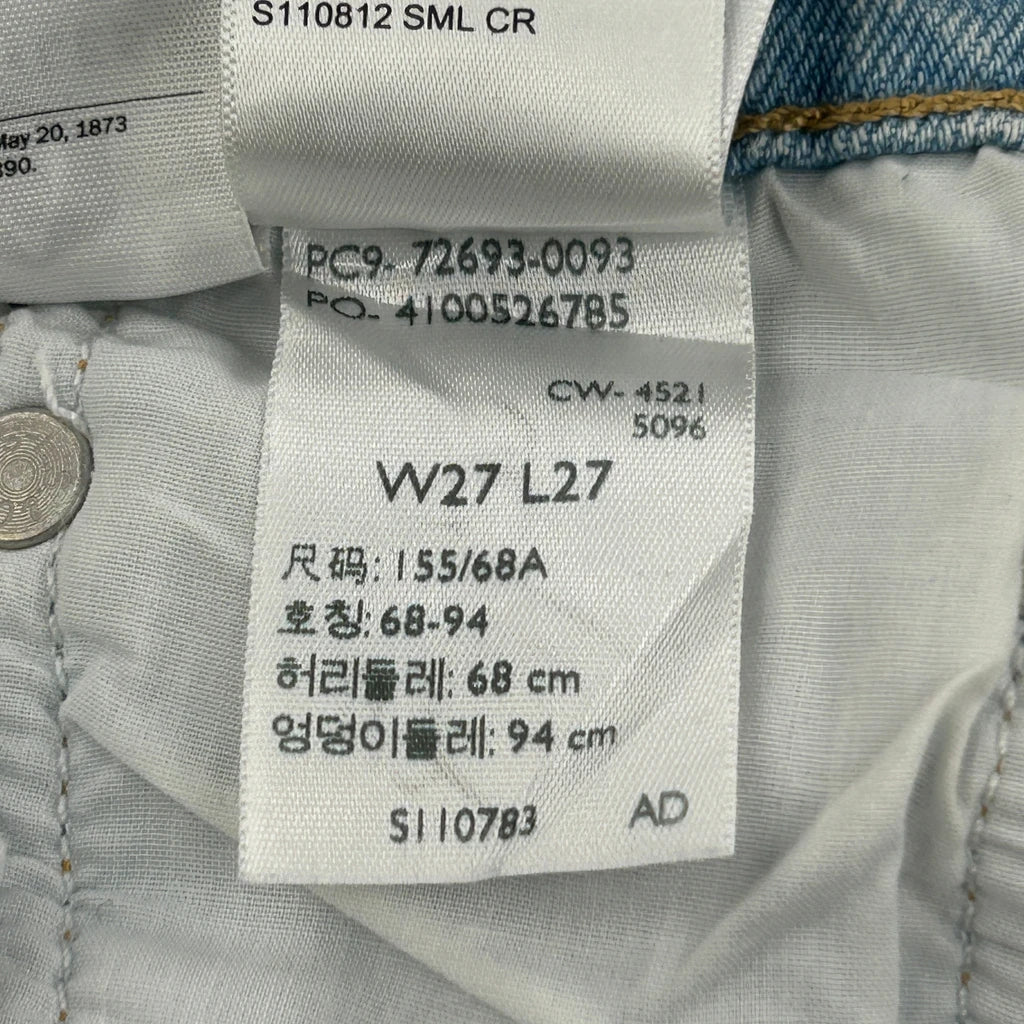 S110812 SML CR
May 20, 1873
890.
PC9- 72693-0093
PO- 4100526785
CW- 4521
5096
W27 L27
尺码: 155/68A
호칭: 68-94
허리둘레: 68 cm
엉덩이둘레: 94 cm
S110783 AD